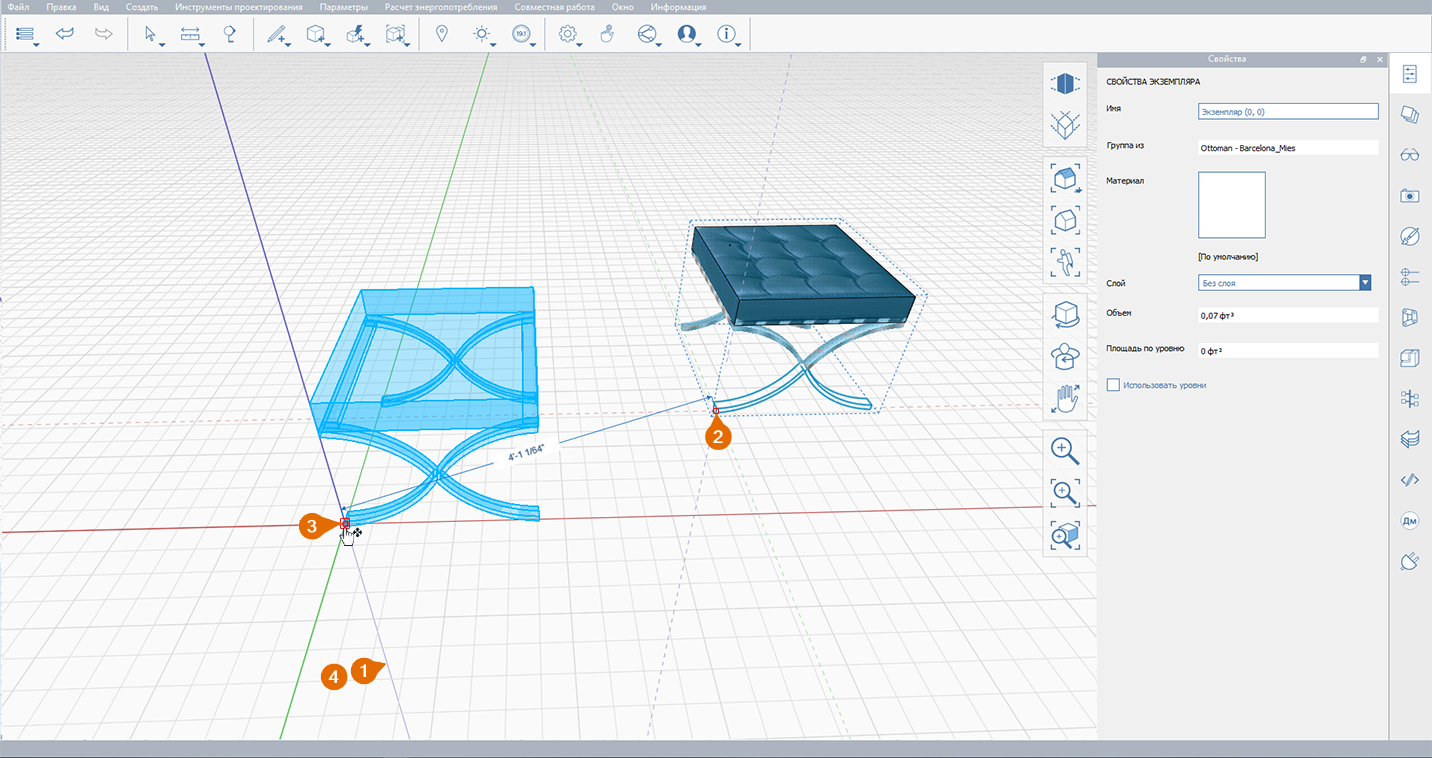 Файл Правка Вид Создать Инструменты проектирования Параметры Расчет энергопотребления Совместная работа Окно Информация
19.1
Свойства
СВОЙСТВА ЭКЗЕМПЛЯРА
Имя Экземпляр (0, 0)
Группа из Ottoman - Barcelona_Mies
Материал
[По умолчанию]
Слой Без слоя
Объем 0,07 фт³
Площадь по уровню 0 фт²
Использовать уровни
Дм
2
4'-1 1/64"
3
4 1